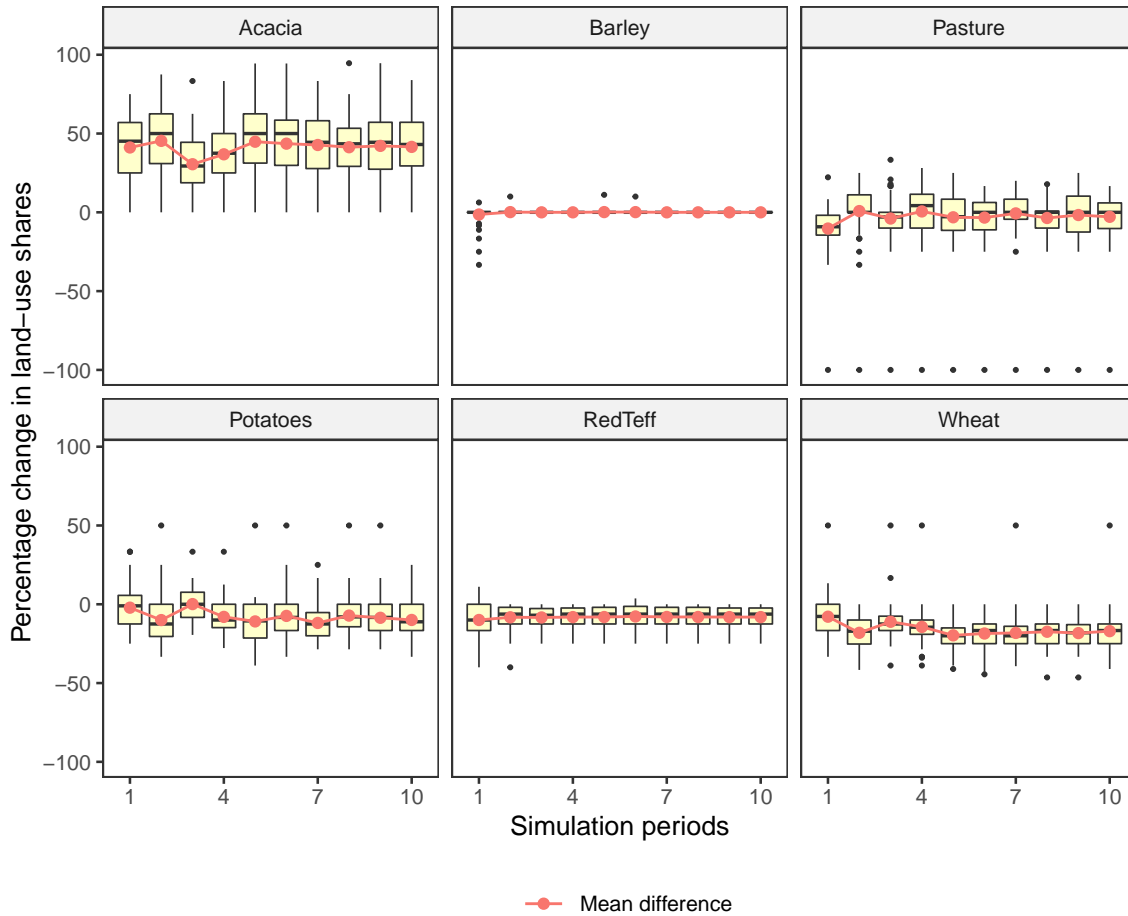 Acacia Barley Pasture
100
50
0
−50
−100
Potatoes RedTeff Wheat
100
50
0
−50
−100
1 4 7 10 1 4 7 10 1 4 7 10
Percentage change in land−use shares
Simulation periods
Mean difference